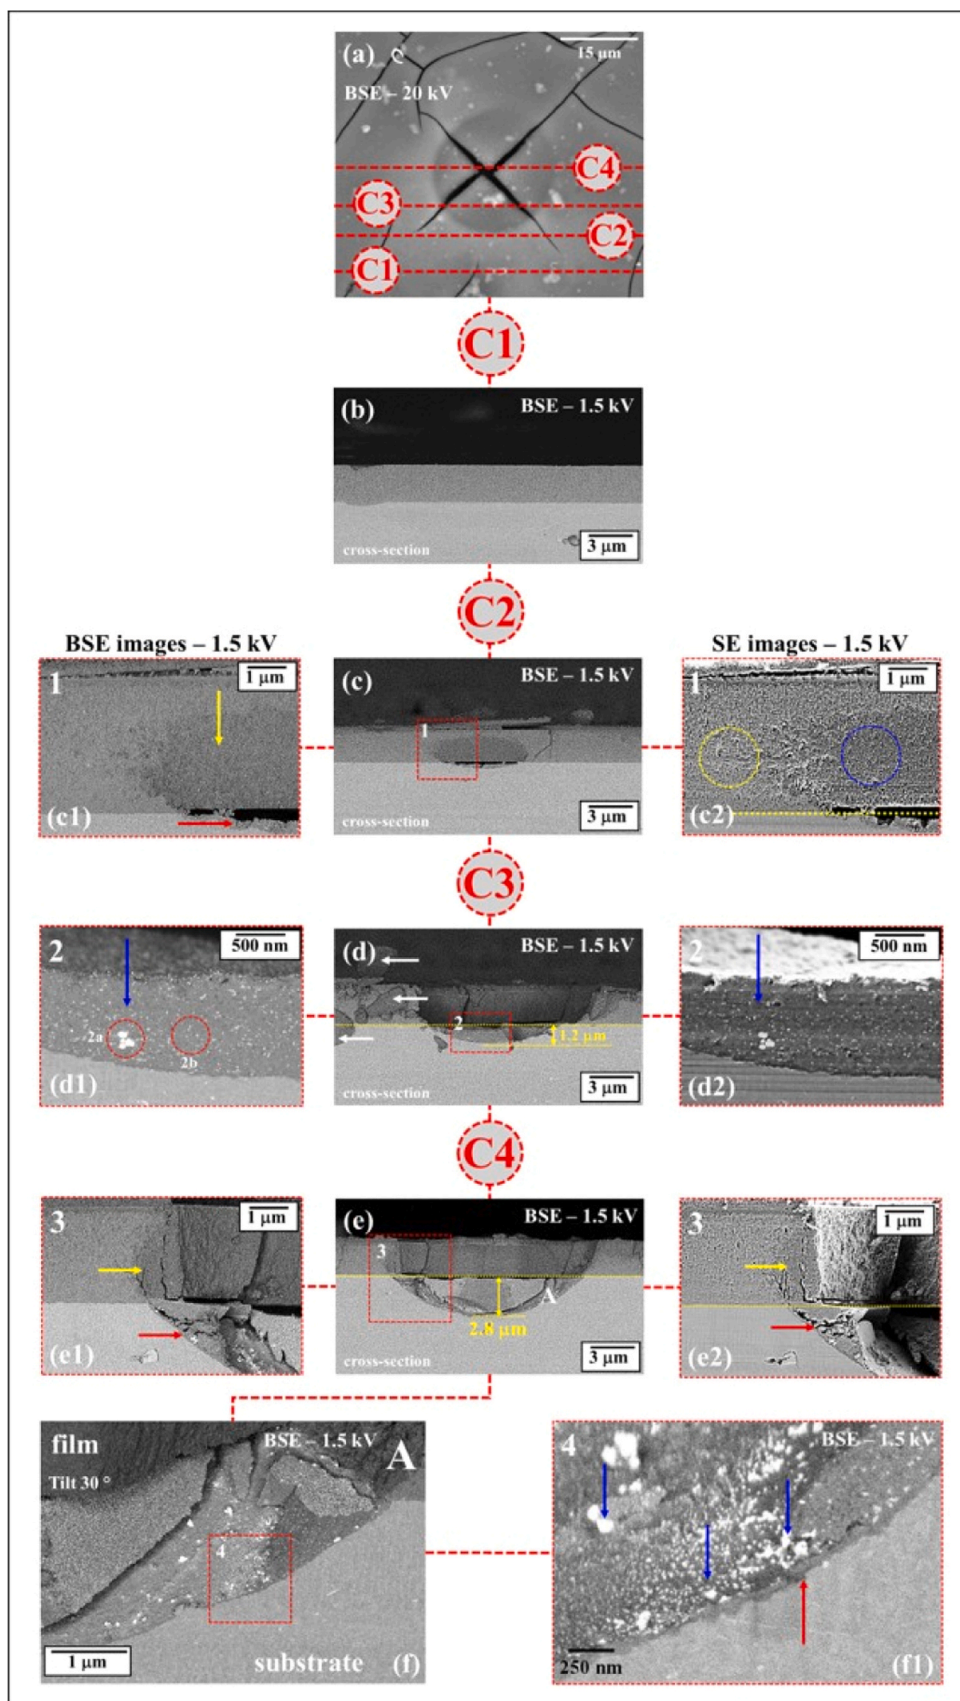 (a)
15 µm
BSE – 20 kV
C4
C3
C2
C1
C1
(b)
BSE – 1.5 kV
cross-section
3 µm
C2
BSE images – 1.5 kV
SE images – 1.5 kV
1
1 µm
(c1)
(c)
BSE – 1.5 kV
1
cross-section
3 µm
1
1 µm
(c2)
C3
2
500 nm
2a
2b
(d1)
(d)
BSE – 1.5 kV
2
1.2 µm
cross-section
3 µm
2
500 nm
(d2)
C4
3
1 µm
(e1)
(e)
BSE – 1.5 kV
3
A
2.8 µm
cross-section
3 µm
3
1 µm
(e2)
film
BSE – 1.5 kV
A
Tilt 30 °
4
1 µm
substrate
(f)
4
BSE – 1.5 kV
250 nm
(f1)